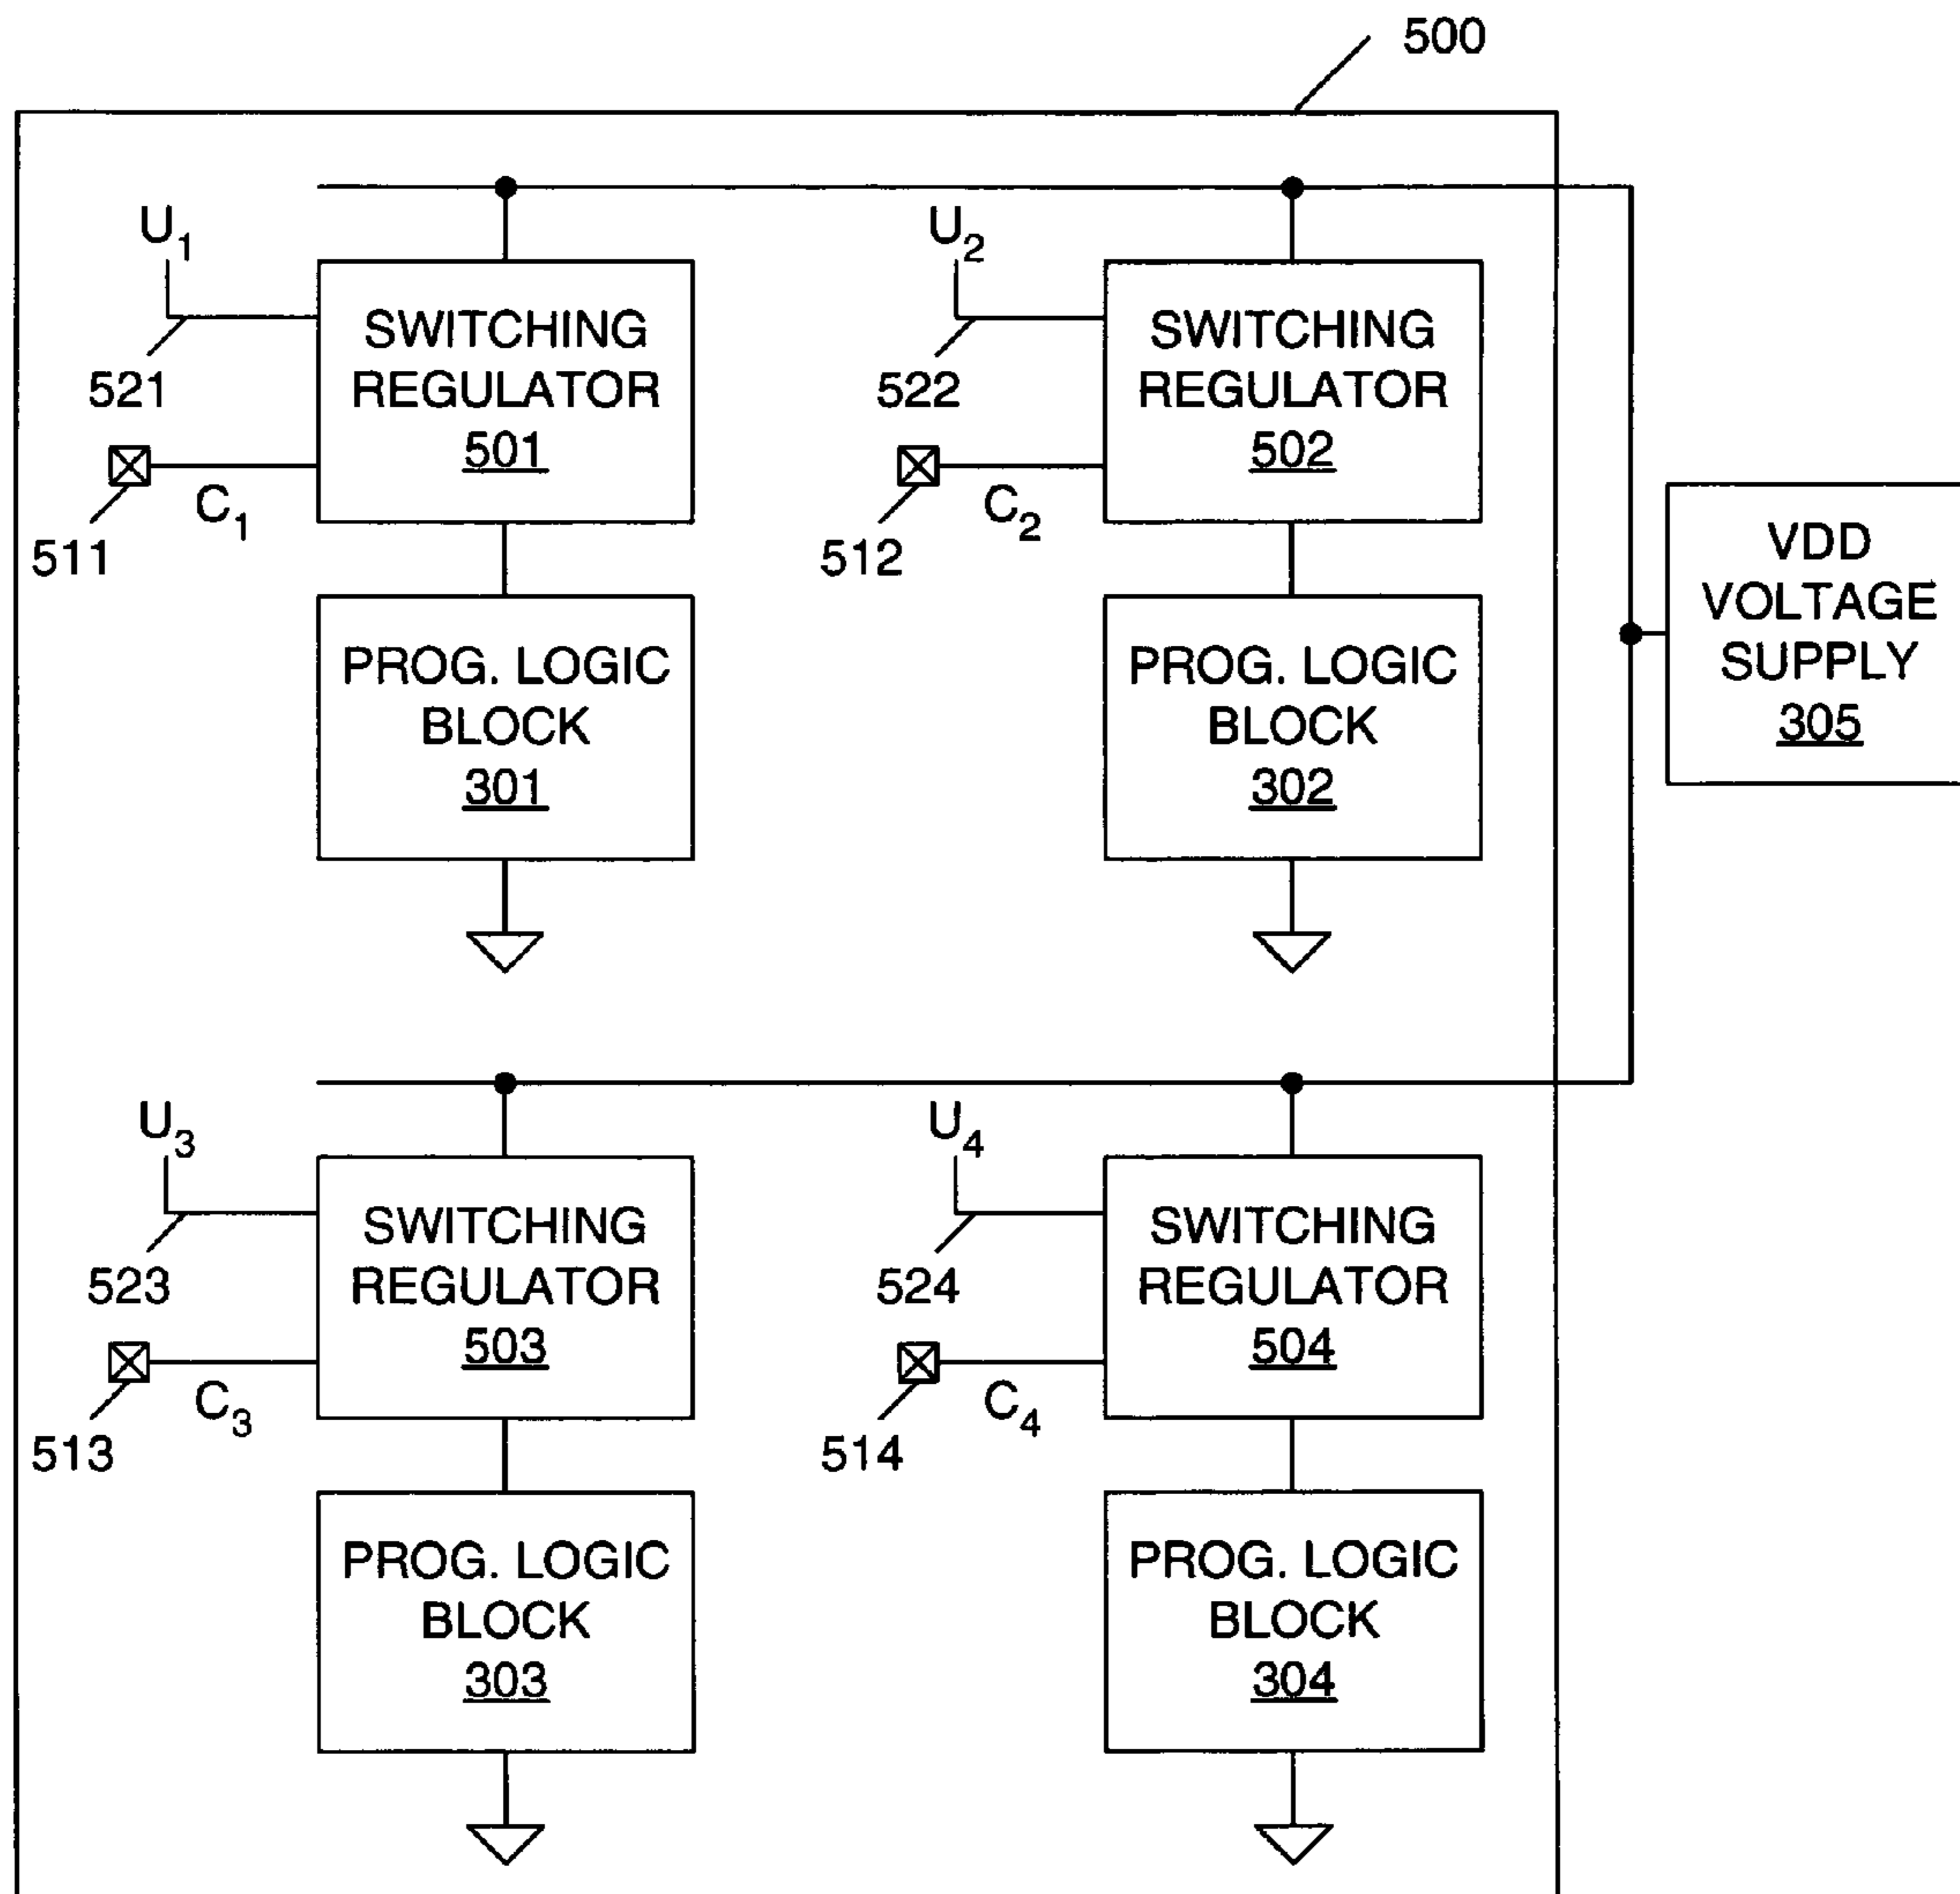 500
U1
U2
SWITCHING
REGULATOR
501
521
511
C1
SWITCHING
REGULATOR
502
522
512
C2
PROG. LOGIC
BLOCK
301
PROG. LOGIC
BLOCK
302
VDD
VOLTAGE
SUPPLY
305
U3
U4
SWITCHING
REGULATOR
503
523
513
C3
SWITCHING
REGULATOR
504
524
514
C4
PROG. LOGIC
BLOCK
303
PROG. LOGIC
BLOCK
304